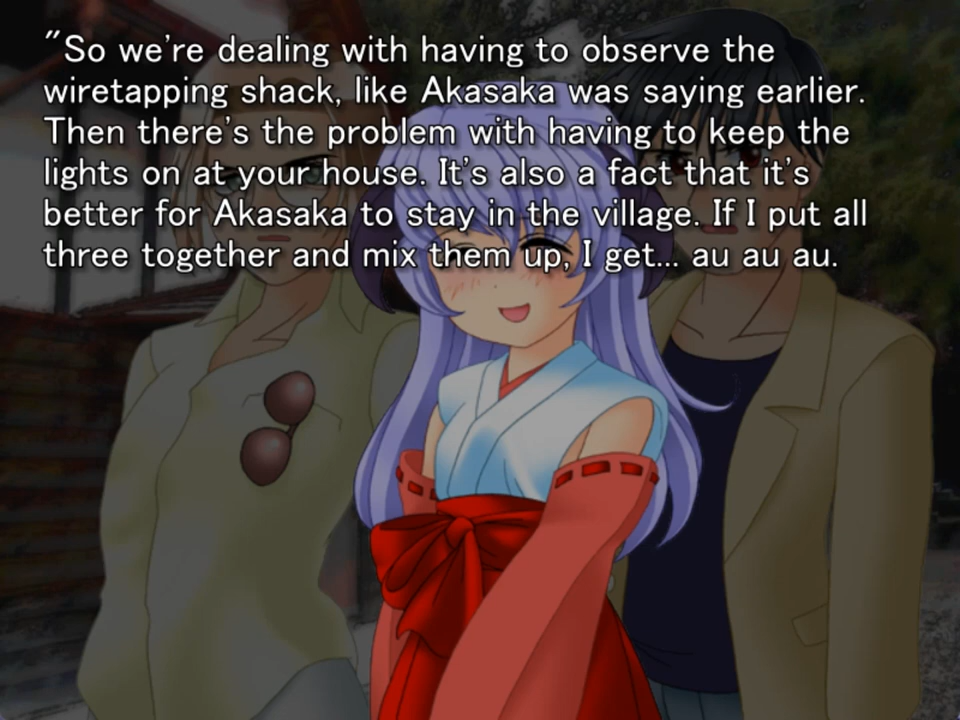 "So we're dealing with having to observe the
wiretapping shack, like Akasaka was saying earlier.
Then there's the problem with having to keep the
lights on at your house. It's also a fact that it's
better for Akasaka to stay in the village. If I put all
three together and mix them up, I get... au au au.